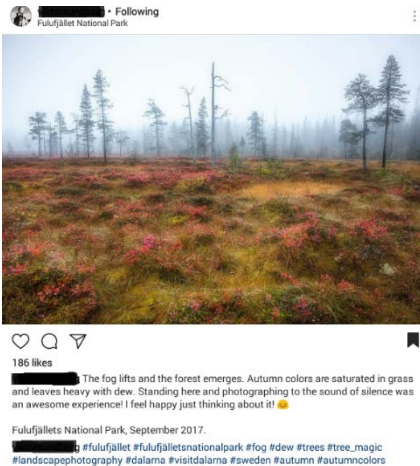 • Following
Fulufjället National Park
186 likes
The fog lifts and the forest emerges. Autumn colors are saturated in grass
and leaves heavy with dew. Standing here and photographing to the sound of silence was
an awesome experience! I feel happy just thinking about it! 😊
Fulufjällets National Park, September 2017.
#fulufjället #fulufjälletsnationalpark #fog #dew #trees #tree_magic
#landscapephotography #dalarna #visitdalarna #sweden #autumn #autumncolors